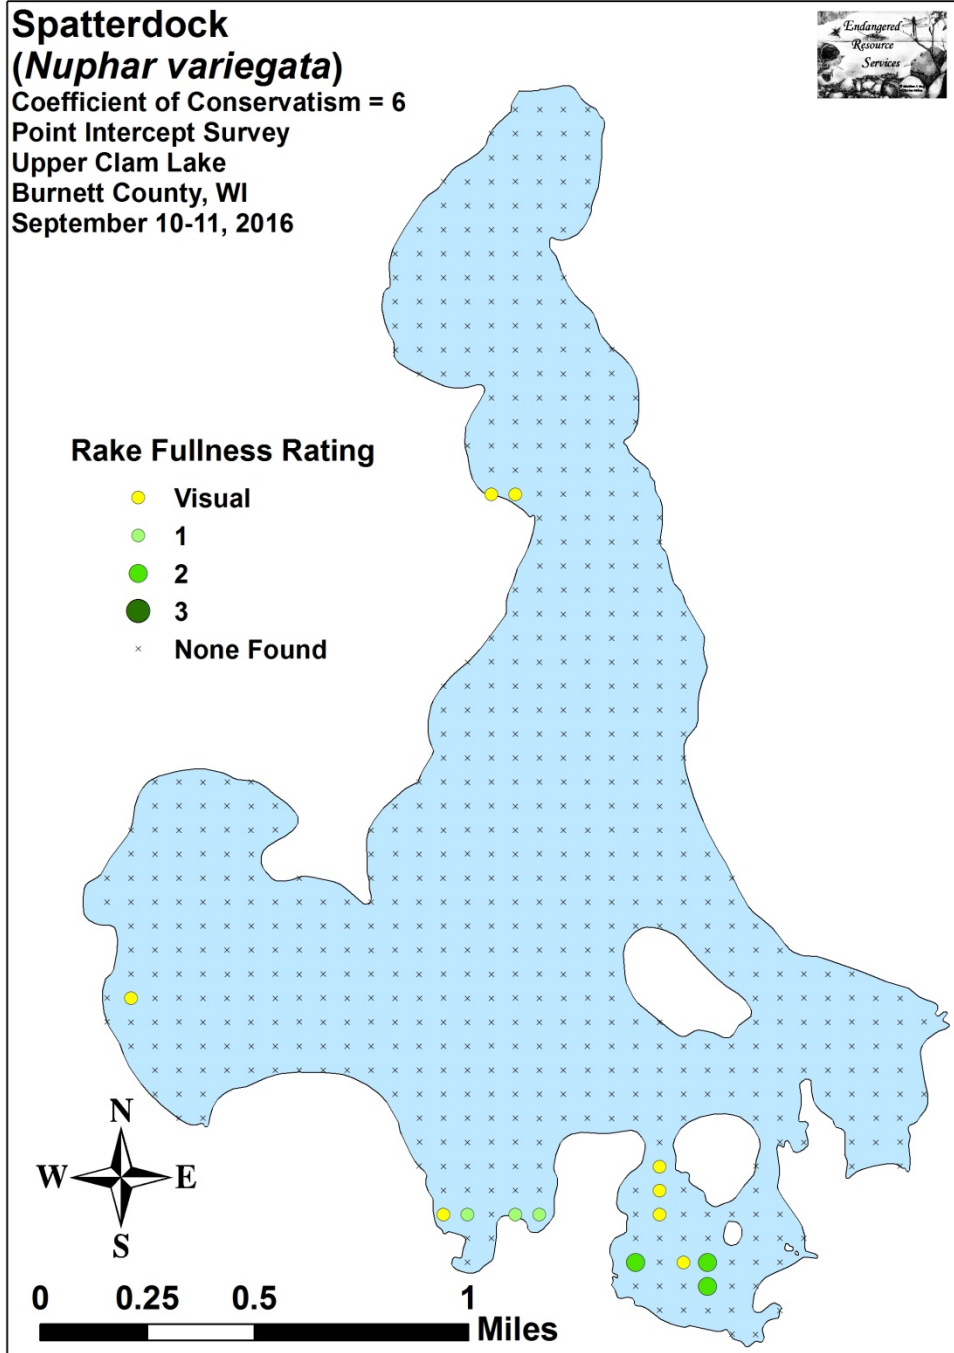 Spatterdock
(Nuphar variegata)
Coefficient of Conservatism = 6
Point Intercept Survey
Upper Clam Lake
Burnett County, WI
September 10-11, 2016
Endangered
Resource
Services
Rake Fullness Rating
Visual
1
2
3
None Found
N
W E
S
0 0.25 0.5 1
Miles